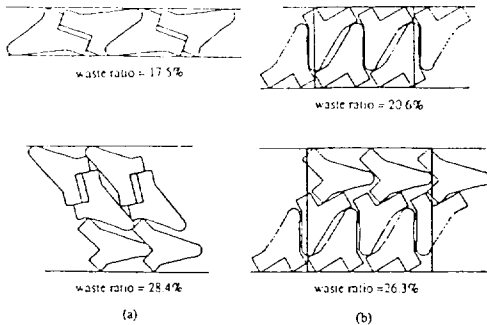 waste ratio = 17.5%
waste ratio = 20.6%
waste ratio = 28.4%
waste ratio =26.3%
(a)
(b)